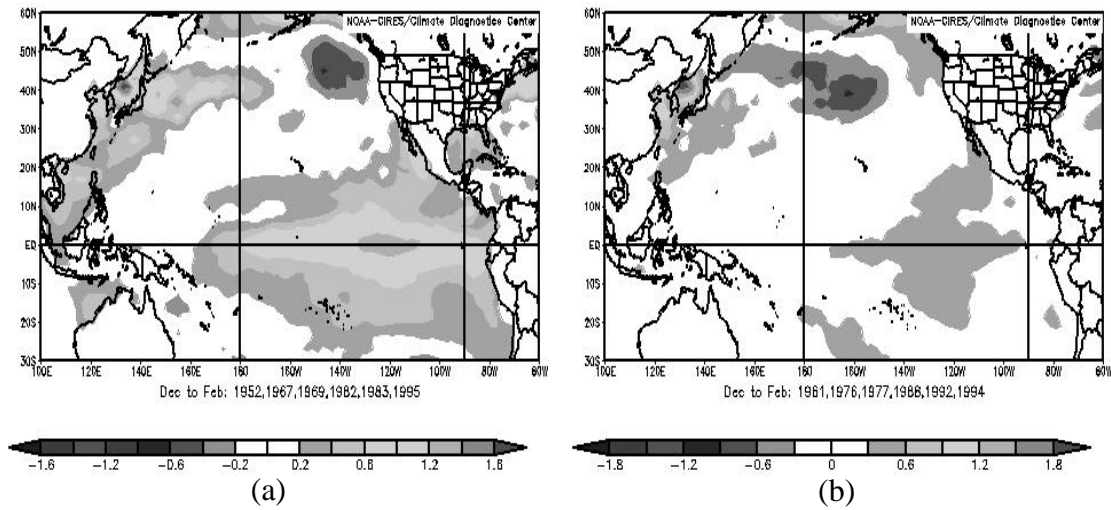 NOAA-CIRES/Climate Diagnostics Center
60N
50N
40N
30N
20N
10N
EQ
10S
20S
30S
100E 120E 140E 160E 180 160W 140W 120W 100W 80W 60W
Dec to Feb: 1952,1967,1969,1982,1983,1995
-1.6 -1.2 -0.6 -0.2 0.2 0.6 1.2 1.6
(a)
NOAA-CIRES/Climate Diagnostics Center
60N
50N
40N
30N
20N
10N
EQ
10S
20S
30S
100E 120E 140E 160E 180 160W 140W 120W 100W 80W 60W
Dec to Feb: 1961,1976,1977,1988,1992,1994
-1.8 -1.2 -0.6 0 0.6 1.2 1.8
(b)